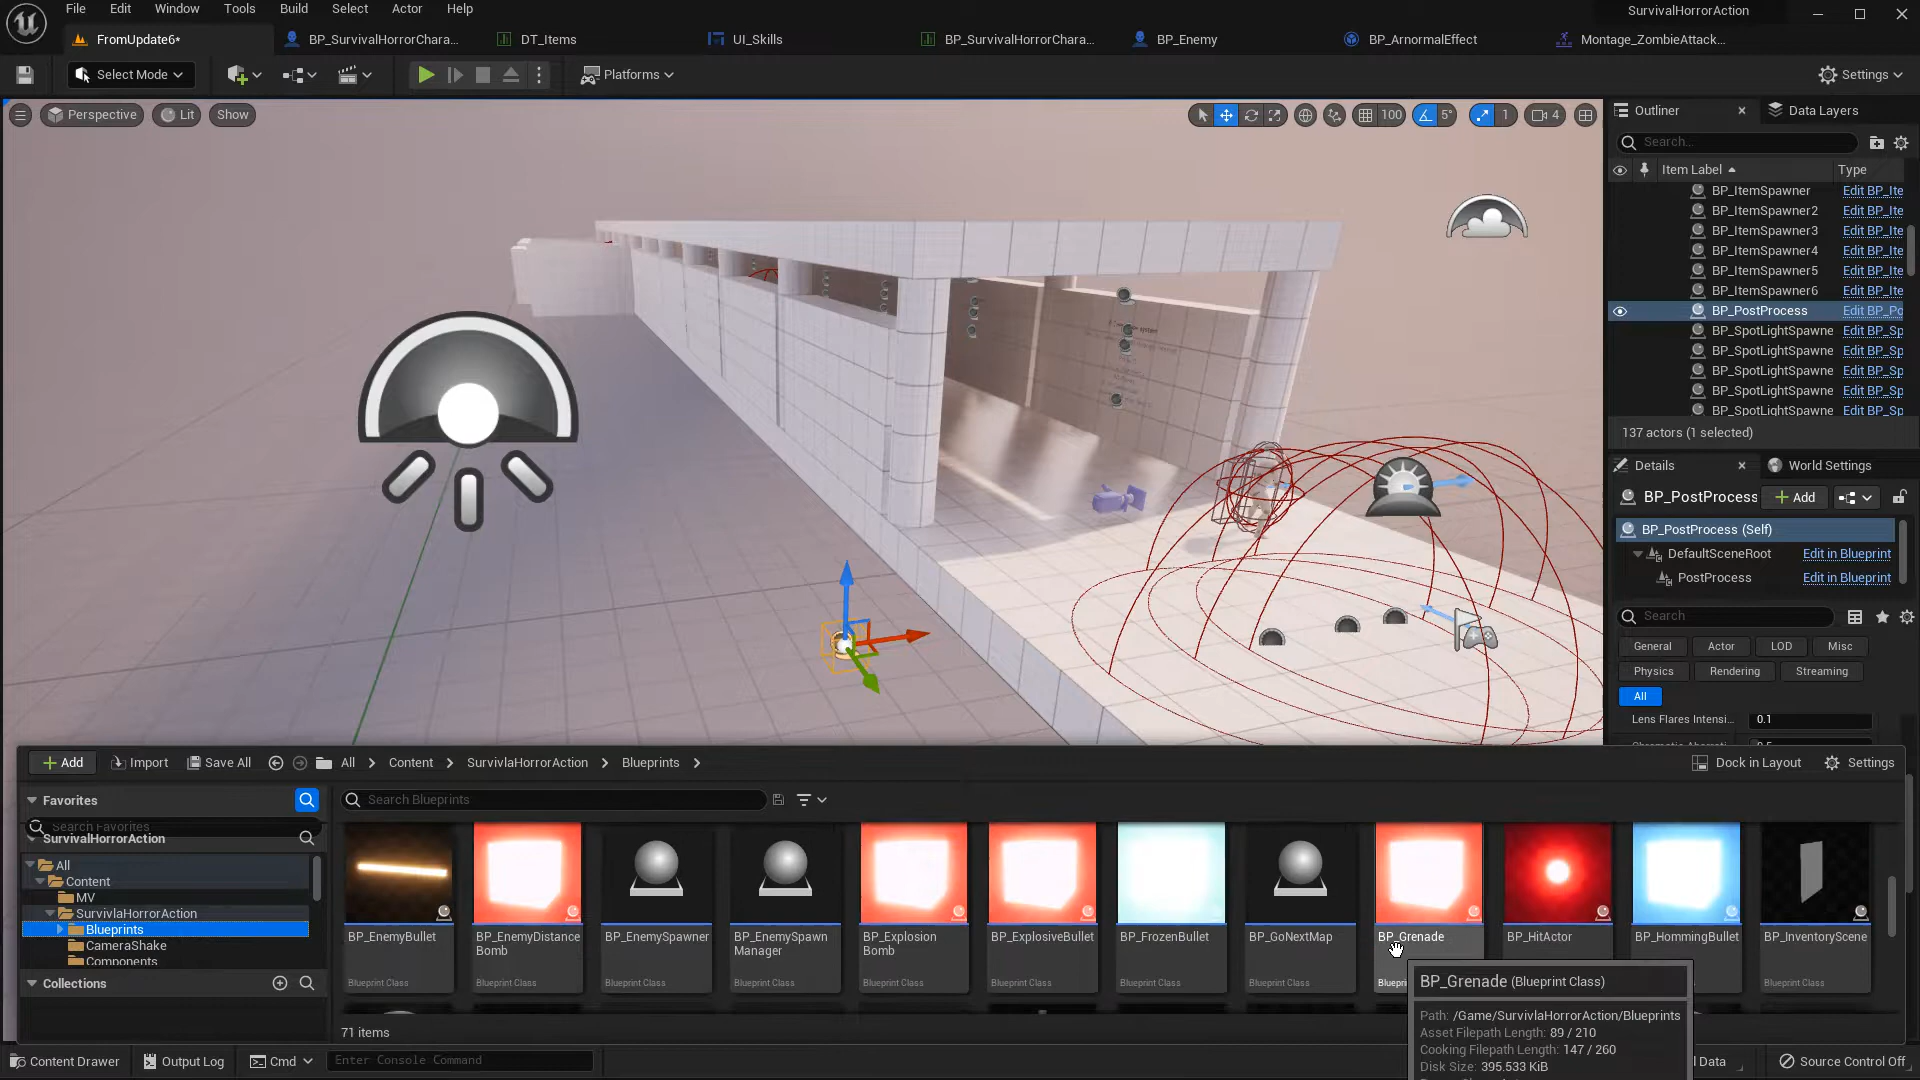 File Edit Window Tools Build Select Actor Help
SurvivalHorrorAction
FromUpdate6* BP_SurvivalHorrorChara... DT_Items UI_Skills BP_SurvivalHorrorChara... BP_Enemy BP_ArnormalEffect Montage_ZombieAttack...
Select Mode Platforms Settings
Perspective Lit Show 100 5° 1 4
Outliner Data Layers
Search...
Item Label Type
BP_ItemSpawner Edit BP_Ite
BP_ItemSpawner2 Edit BP_Ite
BP_ItemSpawner3 Edit BP_Ite
BP_ItemSpawner4 Edit BP_Ite
BP_ItemSpawner5 Edit BP_Ite
BP_ItemSpawner6 Edit BP_Ite
BP_PostProcess Edit BP_Po
BP_SpotLightSpawne Edit BP_Sp
BP_SpotLightSpawne Edit BP_Sp
BP_SpotLightSpawne Edit BP_Sp
BP_SpotLightSpawne Edit BP_Sp
BP_SpotLightSpawne Edit BP_Sp
137 actors (1 selected)
Details World Settings
BP_PostProcess Add
BP_PostProcess (Self)
DefaultSceneRoot Edit in Blueprint
PostProcess Edit in Blueprint
Search
General Actor LOD Misc
Physics Rendering Streaming
All
Lens Flares Intensi... 0.1
Add Import Save All All Content SurvivlaHorrorAction Blueprints Dock in Layout Settings
Favorites
Search Favorites
SurvivalHorrorAction
All
Content
MV
SurvivlaHorrorAction
Blueprints
CameraShake
Components
Collections
Search Blueprints
BP_EnemyBullet
Blueprint Class
BP_EnemyDistance
Bomb
Blueprint Class
BP_EnemySpawner
Blueprint Class
BP_EnemySpawn
Manager
Blueprint Class
BP_Explosion
Bomb
Blueprint Class
BP_ExplosiveBullet
Blueprint Class
BP_FrozenBullet
Blueprint Class
BP_GoNextMap
Blueprint Class
BP_Grenade
Bluepri
BP_HitActor
BP_HommingBullet
BP_InventoryScene
Blueprint Class
BP_Grenade (Blueprint Class)
Path: /Game/SurvivlaHorrorAction/Blueprints
Asset Filepath Length: 89 / 210
Cooking Filepath Length: 147 / 260
Disk Size: 395.533 KiB
71 items
Content Drawer Output Log Cmd Enter Console Command l Data Source Control Off